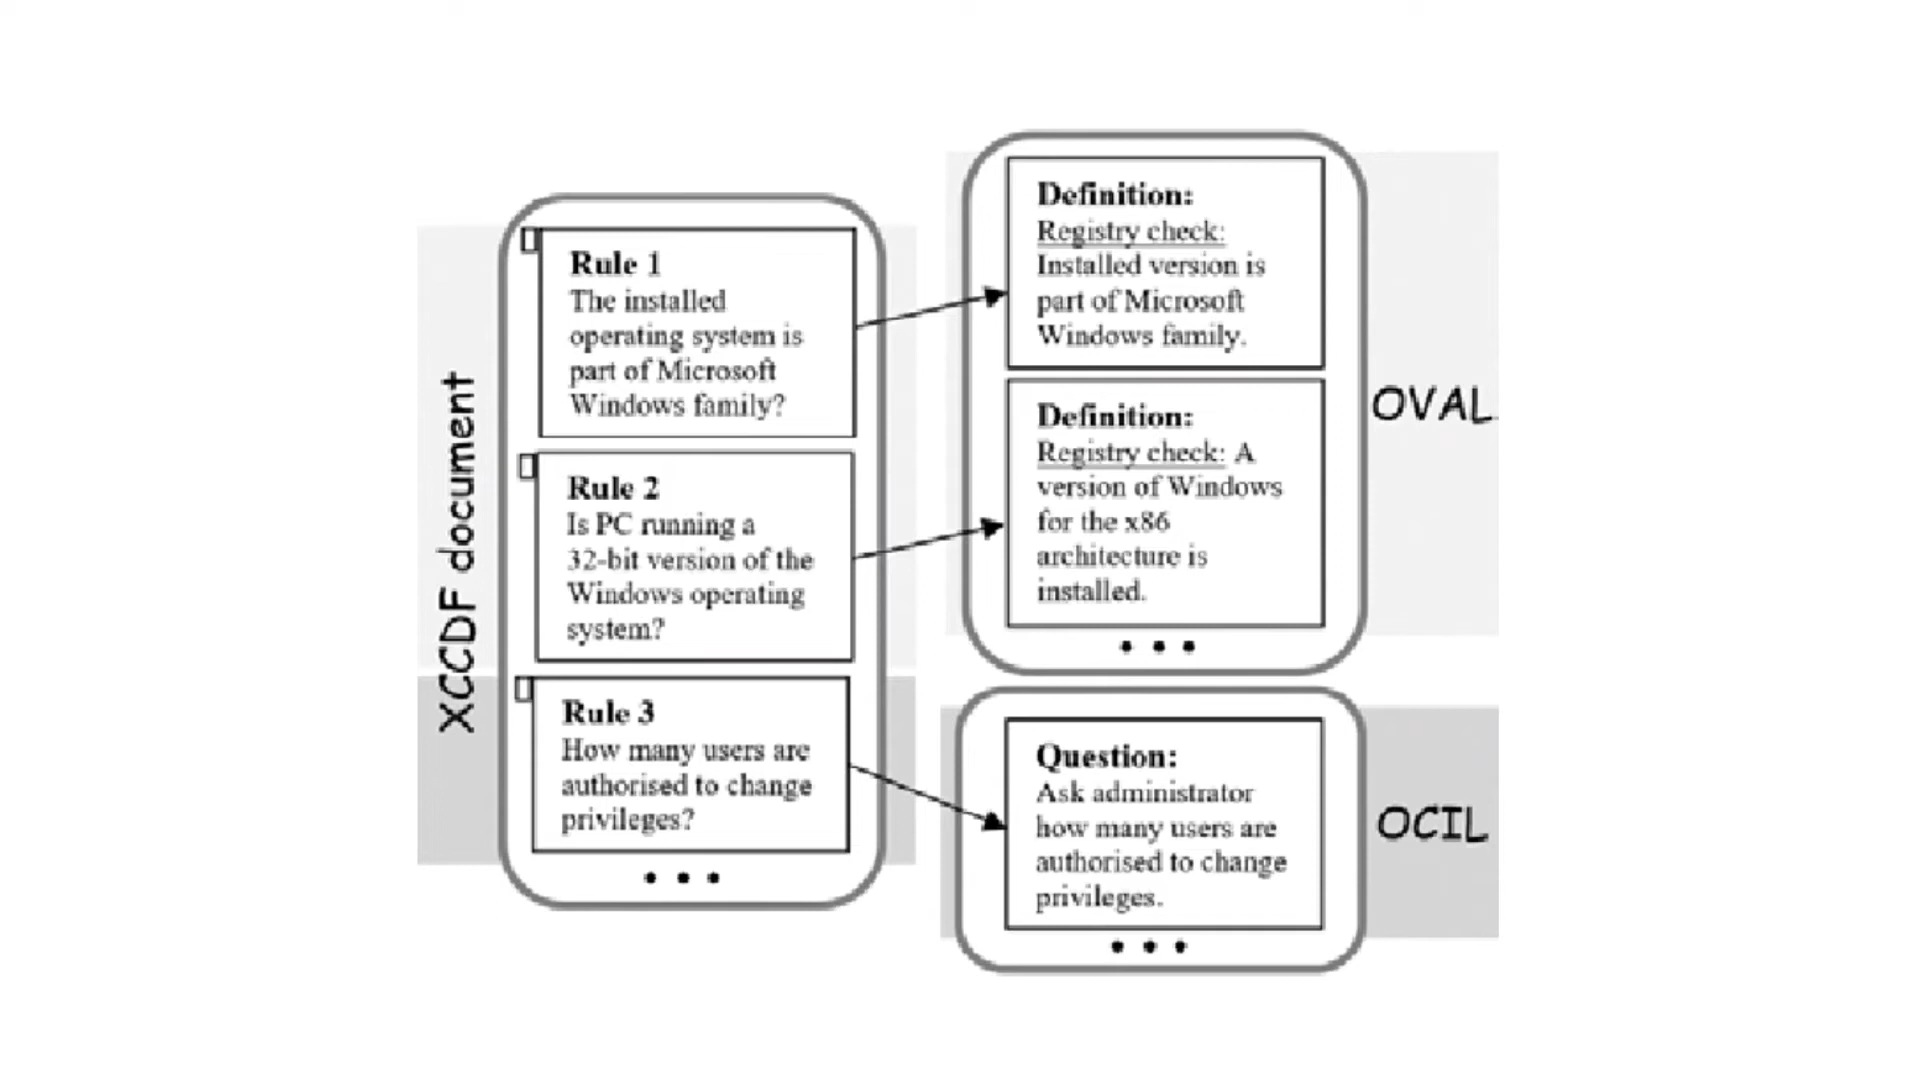 XCCDF document
Rule 1
The installed
operating system is
part of Microsoft
Windows family?
Rule 2
Is PC running a
32-bit version of the
Windows operating
system?
Rule 3
How many users are
authorised to change
privileges?
• • •
Definition:
Registry check:
Installed version is
part of Microsoft
Windows family.
Definition:
Registry check: A
version of Windows
for the x86
architecture is
installed.
• • •
OVAL
Question:
Ask administrator
how many users are
authorised to change
privileges.
• • •
OCIL